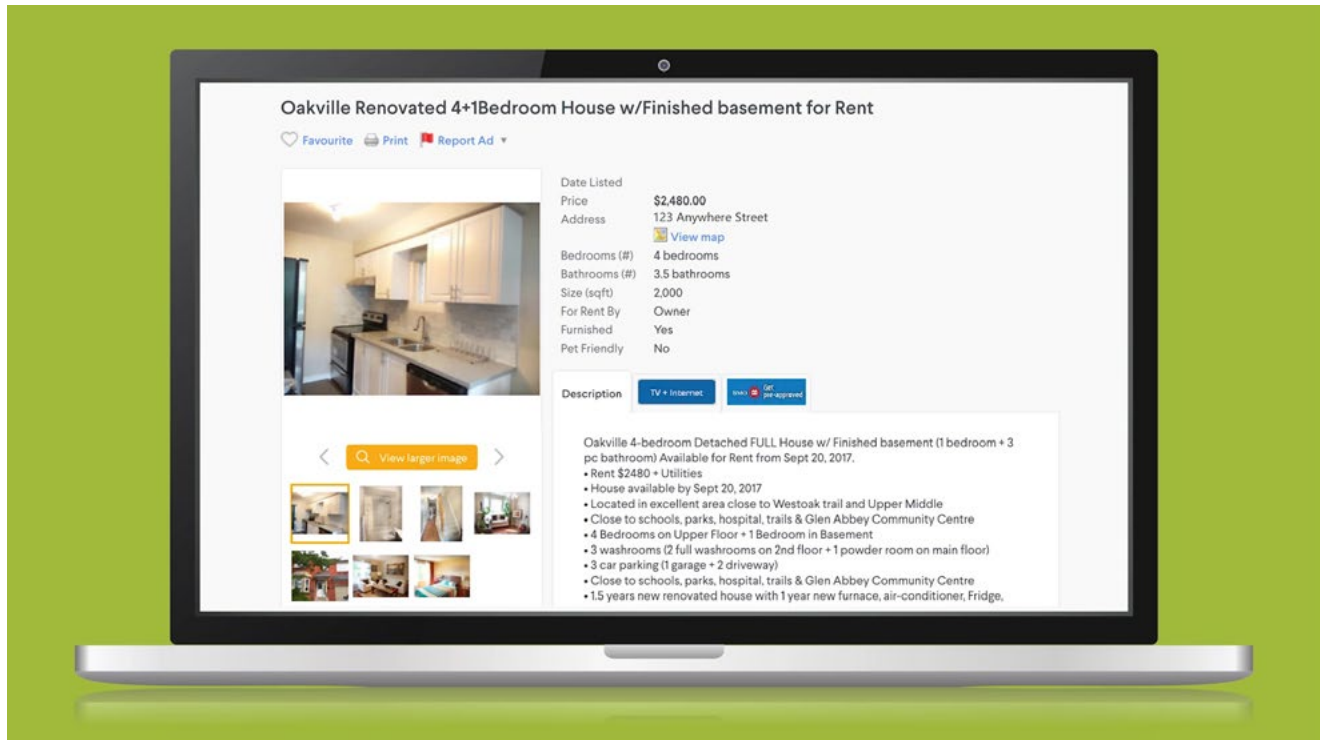 Oakville Renovated 4+1Bedroom House w/Finished basement for Rent
Favourite Print Report Ad
Date Listed
Price $2,480.00
Address 123 Anywhere Street
View map
Bedrooms (#) 4 bedrooms
Bathrooms (#) 3.5 bathrooms
Size (sqft) 2,000
For Rent By Owner
Furnished Yes
Pet Friendly No
Description TV + Internet Get
pre-approved
View larger image
Oakville 4-bedroom Detached FULL House w/ Finished basement (1 bedroom + 3
pc bathroom) Available for Rent from Sept 20, 2017.
• Rent $2480 + Utilities
• House available by Sept 20, 2017
• Located in excellent area close to Westoak trail and Upper Middle
• Close to schools, parks, hospital, trails & Glen Abbey Community Centre
• 4 Bedrooms on Upper Floor + 1 Bedroom in Basement
• 3 washrooms (2 full washrooms on 2nd floor + 1 powder room on main floor)
• 3 car parking (1 garage + 2 driveway)
• Close to schools, parks, hospital, trails & Glen Abbey Community Centre
• 1.5 years new renovated house with 1 year new furnace, air-conditioner, Fridge,